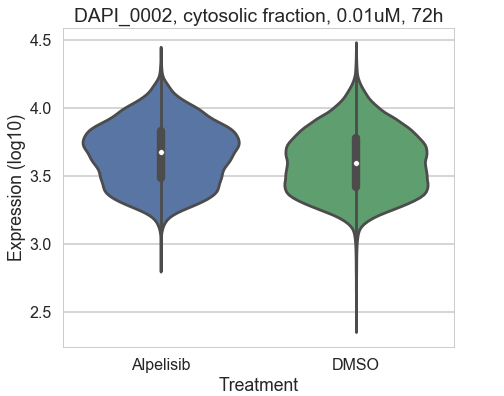 DAPI_0002, cytosolic fraction, 0.01uM, 72h
4.5
4.0
3.5
3.0
2.5
Expression (log10)
Alpelisib
DMSO
Treatment